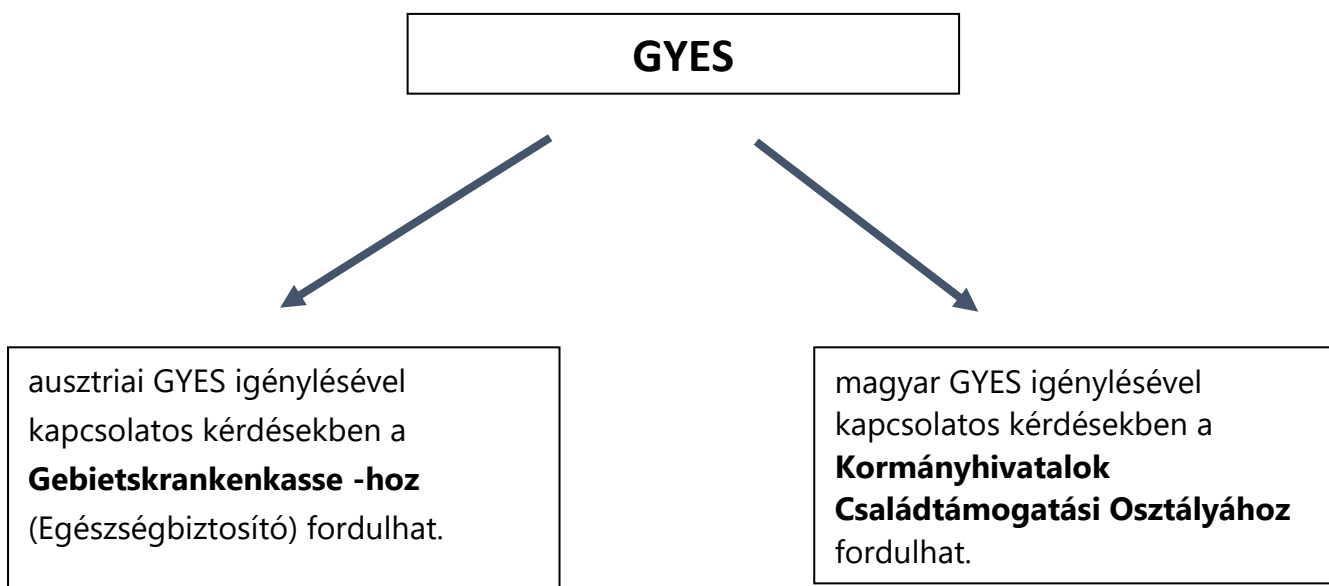 GYES
ausztriai GYES igénylésével
kapcsolatos kérdésekben a
Gebietskrankenkasse -hoz
(Egészségbiztosító) fordulhat.
magyar GYES igénylésével
kapcsolatos kérdésekben a
Kormányhivatalok
Családtámogatási Osztályához
fordulhat.